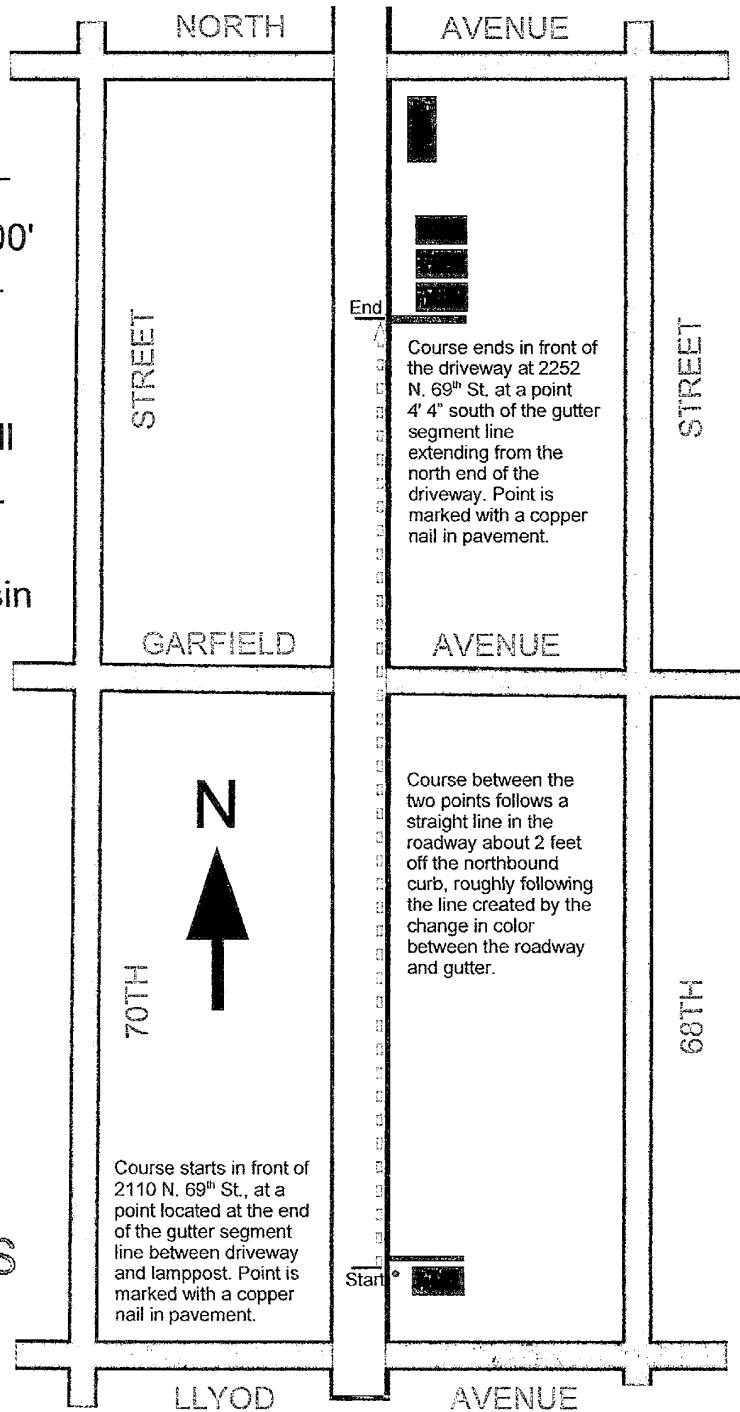 NORTH AVENUE
00'
STREET
STREET
End
Course ends in front of
the driveway at 2252
N. 69th St. at a point
4' 4" south of the gutter
segment line
extending from the
north end of the
driveway. Point is
marked with a copper
nail in pavement.
ll
sin
GARFIELD AVENUE
N
Course between the
two points follows a
straight line in the
roadway about 2 feet
off the northbound
curb, roughly following
the line created by the
change in color
between the roadway
and gutter.
70TH
68TH
Course starts in front of
2110 N. 69th St., at a
point located at the end
of the gutter segment
line between driveway
and lamppost. Point is
marked with a copper
nail in pavement.
S
Start
LLYOD AVENUE